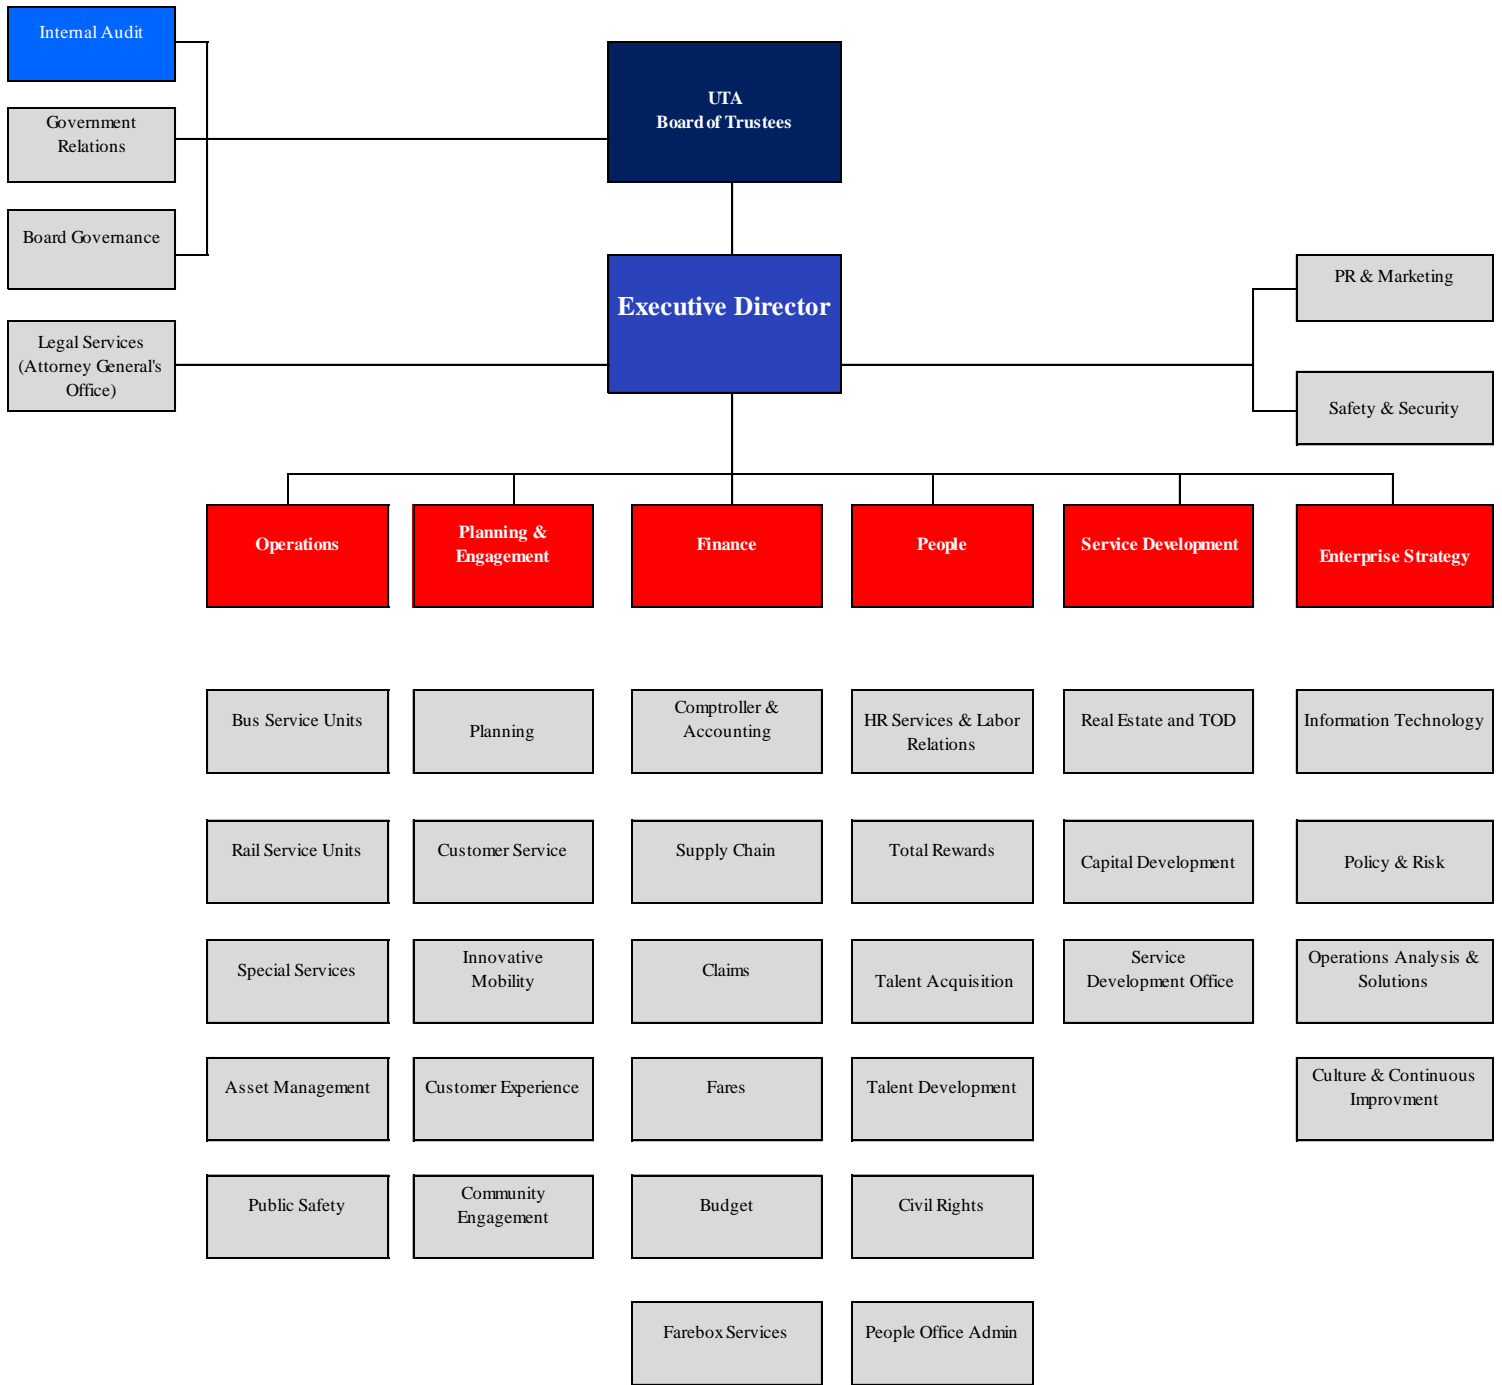 Internal Audit
UTA
Board of Trustees
Government
Relations
Board Governance
Executive Director
PR & Marketing
Legal Services
(Attorney General's
Office)
Safety & Security
Operations
Planning &
Engagement
Finance
People
Service Development
Enterprise Strategy
Bus Service Units
Planning
Comptroller &
Accounting
HR Services & Labor
Relations
Real Estate and TOD
Information Technology
Rail Service Units
Customer Service
Supply Chain
Total Rewards
Capital Development
Policy & Risk
Special Services
Innovative
Mobility
Claims
Talent Acquisition
Service
Development Office
Operations Analysis &
Solutions
Asset Management
Customer Experience
Fares
Talent Development
Culture & Continuous
Improvment
Public Safety
Community
Engagement
Budget
Civil Rights
Farebox Services
People Office Admin